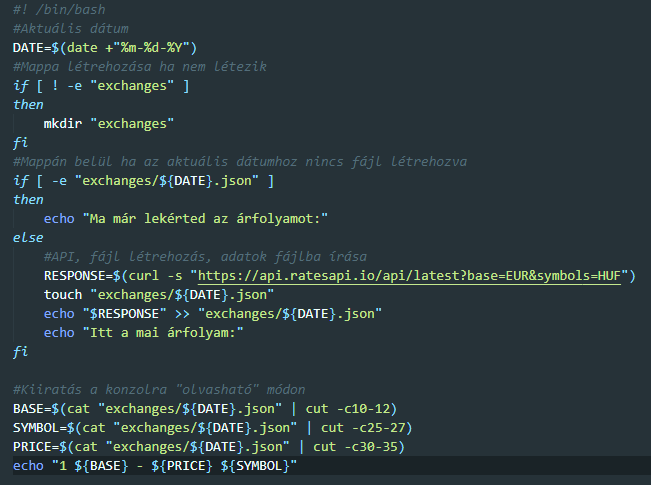 #! /bin/bash
#Aktuális dátum
DATE=$(date +"%m-%d-%Y")
#Mappa létrehozása ha nem létezik
if [ ! -e "exchanges" ]
then
    mkdir "exchanges"
fi
#Mappán belül ha az aktuális dátumhoz nincs fájl létrehozva
if [ -e "exchanges/${DATE}.json" ]
then
    echo "Ma már lekérted az árfolyamot:"
else
    #API, fájl létrehozás, adatok fájlba írása
    RESPONSE=$(curl -s "https://api.ratesapi.io/api/latest?base=EUR&symbols=HUF")
    touch "exchanges/${DATE}.json"
    echo "$RESPONSE" >> "exchanges/${DATE}.json"
    echo "Itt a mai árfolyam:"
fi

#Kiiratás a konzolra "olvasható" módon
BASE=$(cat "exchanges/${DATE}.json" | cut -c10-12)
SYMBOL=$(cat "exchanges/${DATE}.json" | cut -c25-27)
PRICE=$(cat "exchanges/${DATE}.json" | cut -c30-35)
echo "1 ${BASE} - ${PRICE} ${SYMBOL}"